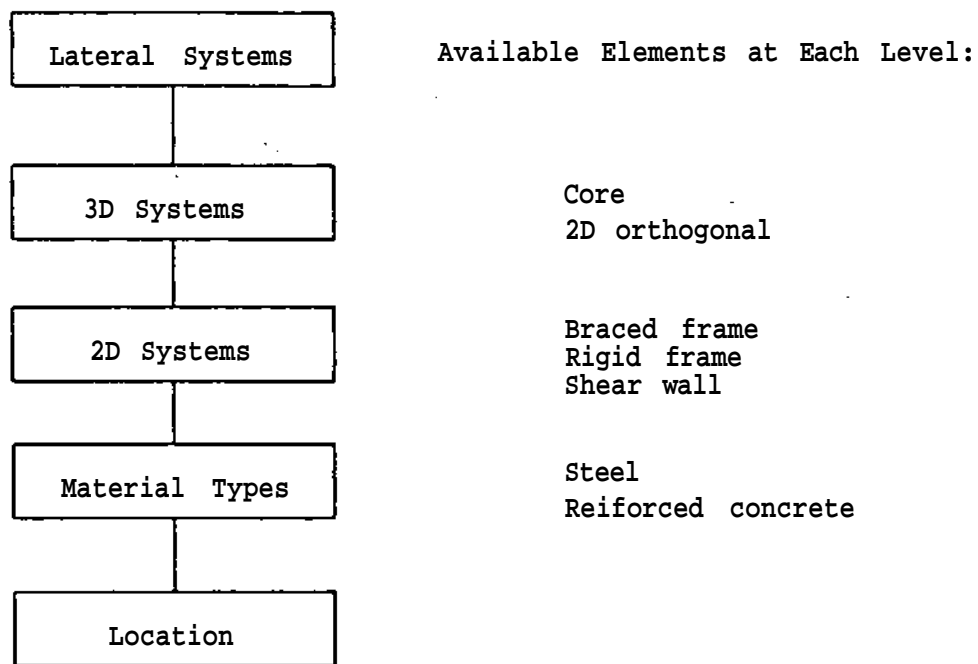 Lateral Systems
Available Elements at Each Level:
3D Systems
Core
2D orthogonal
2D Systems
Braced frame
Rigid frame
Shear wall
Material Types
Steel
Reiforced concrete
Location